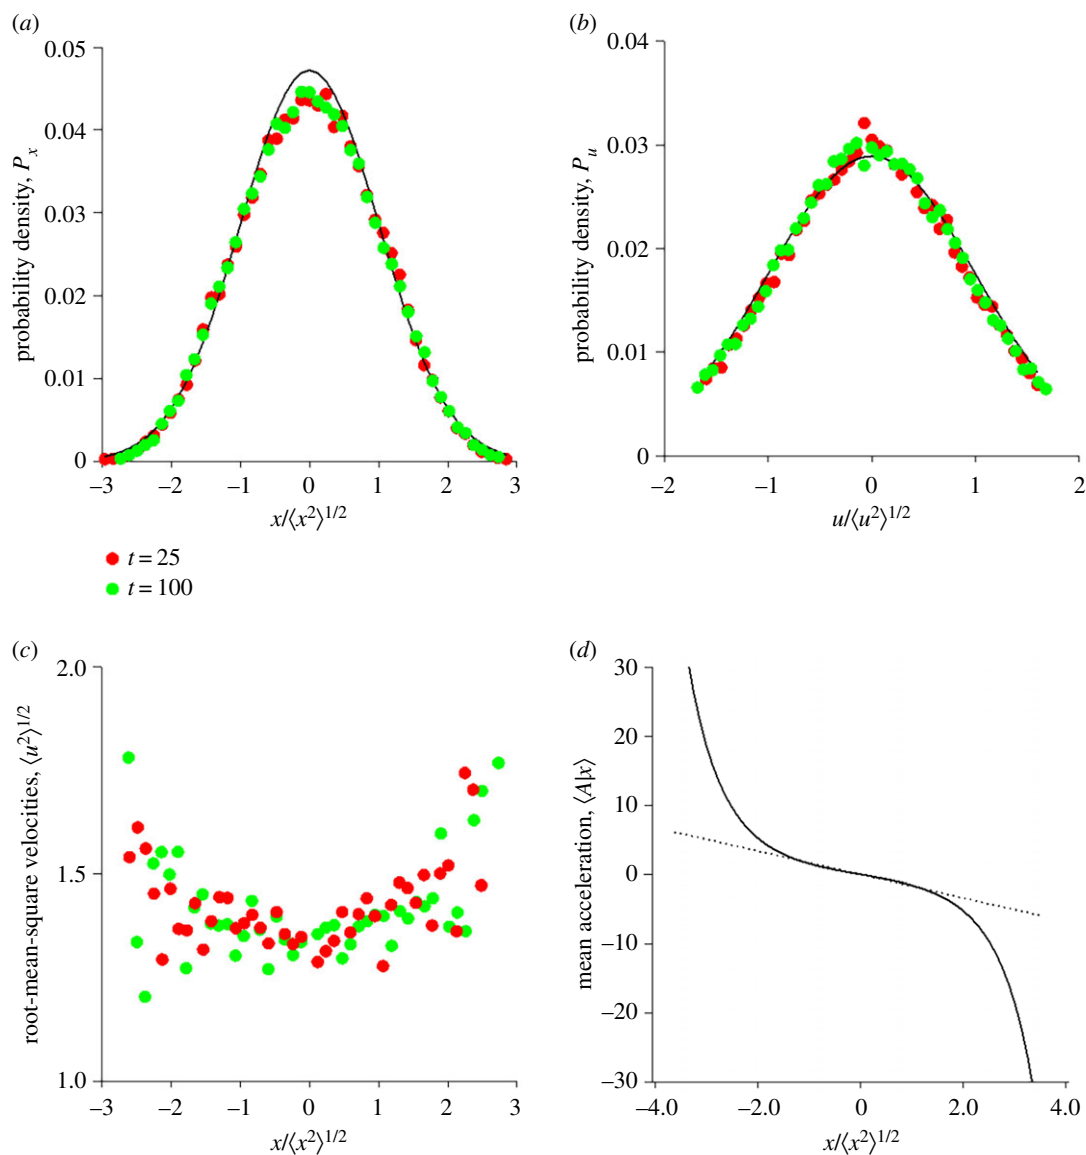 (a)
probability density, Pₓ
0.05
0.04
0.03
0.02
0.01
0
–3 –2 –1 0 1 2 3
x/⟨x²⟩^1/2
t = 25
t = 100
(b)
probability density, Pᵤ
0.04
0.03
0.02
0.01
0
–2 –1 0 1 2
u/⟨u²⟩^1/2
(c)
root-mean-square velocities, ⟨u²⟩^1/2
2.0
1.5
1.0
–3 –2 –1 0 1 2 3
x/⟨x²⟩^1/2
(d)
mean acceleration, ⟨A|x⟩
30
20
10
0
–10
–20
–30
–4.0 –2.0 0 2.0 4.0
x/⟨x²⟩^1/2